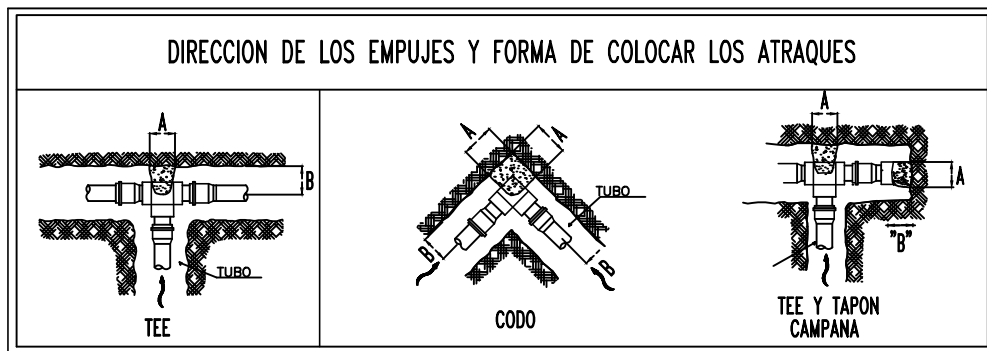 DIRECCION DE LOS EMPUJES Y FORMA DE COLOCAR LOS ATRAQUES
A
B
TUBO
TEE
A
A
TUBO
B
B
CODO
A
A
"B"
TEE Y TAPON
CAMPANA